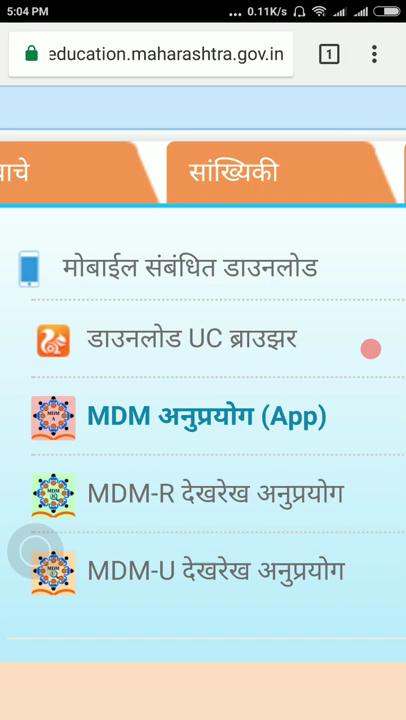 5:04 PM
... 0.11K/s
education.maharashtra.gov.in
1
वाचे
सांख्यिकी
मोबाईल संबंधित डाउनलोड
डाउनलोड UC ब्राउझर
MDM अनुप्रयोग (App)
MDM-R देखरेख अनुप्रयोग
MDM-U देखरेख अनुप्रयोग